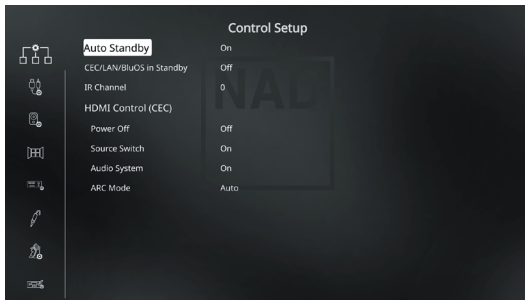 Control Setup
Auto Standby On
CEC/LAN/BluOS in Standby Off
IR Channel 0
NAD
HDMI Control (CEC)
Power Off Off
Source Switch On
Audio System On
ARC Mode Auto